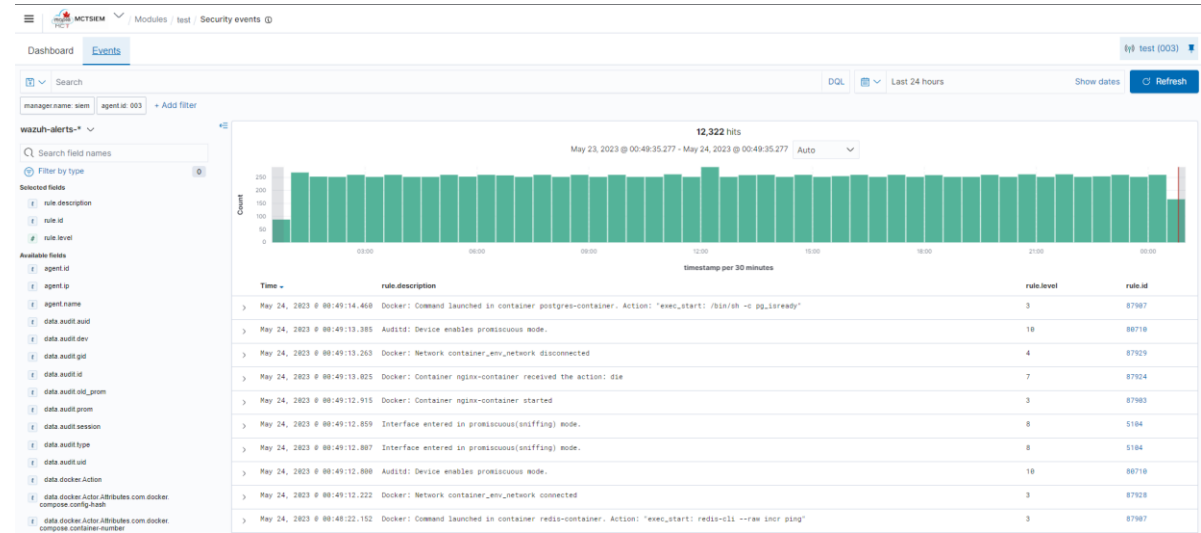 MCT
MCTSIEM / Modules / test / Security events
Dashboard Events test (003)
Search DQL Last 24 hours Show dates Refresh
manager.name: siem agent.id: 003 + Add filter
wazuh-alerts-*
Search field names
Filter by type 0
Selected fields
t rule.description
t rule.id
# rule.level
Available fields
t agent.id
t agent.ip
t agent.name
t data.audit.auid
t data.audit.dev
t data.audit.gid
t data.audit.id
t data.audit.old_prom
t data.audit.prom
t data.audit.session
t data.audit.type
t data.audit.uid
t data.docker.Action
t data.docker.Actor.Attributes.com.docker.
compose.config-hash
t data.docker.Actor.Attributes.com.docker.
compose.container-number
12,322 hits
May 23, 2023 @ 00:49:35.277 - May 24, 2023 @ 00:49:35.277 Auto
Count
250
200
150
100
50
0
03:00 06:00 09:00 12:00 15:00 18:00 21:00 00:00
timestamp per 30 minutes
Time rule.description rule.level rule.id
May 24, 2023 @ 00:49:14.460 Docker: Command launched in container postgres-container. Action: "exec_start: /bin/sh -c pg_isready" 3 87907
May 24, 2023 @ 00:49:13.385 Auditd: Device enables promiscuous mode. 10 80710
May 24, 2023 @ 00:49:13.263 Docker: Network container_env_network disconnected 4 87929
May 24, 2023 @ 00:49:13.025 Docker: Container nginx-container received the action: die 7 87924
May 24, 2023 @ 00:49:12.915 Docker: Container nginx-container started 3 87903
May 24, 2023 @ 00:49:12.859 Interface entered in promiscuous(sniffing) mode. 8 5104
May 24, 2023 @ 00:49:12.807 Interface entered in promiscuous(sniffing) mode. 8 5104
May 24, 2023 @ 00:49:12.800 Auditd: Device enables promiscuous mode. 10 80710
May 24, 2023 @ 00:49:12.222 Docker: Network container_env_network connected 3 87928
May 24, 2023 @ 00:48:22.152 Docker: Command launched in container redis-container. Action: "exec_start: redis-cli --raw incr ping" 3 87907